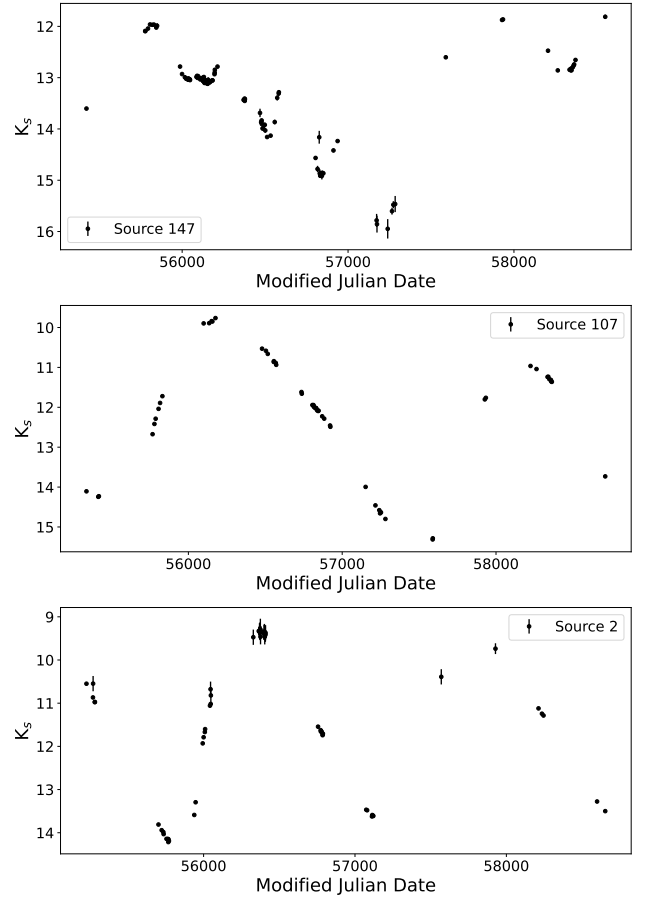 12
13
14
15
16
K_s
Source 147
56000 57000 58000
Modified Julian Date
10
11
12
13
14
15
K_s
Source 107
56000 57000 58000
Modified Julian Date
9
10
11
12
13
14
K_s
Source 2
56000 57000 58000
Modified Julian Date